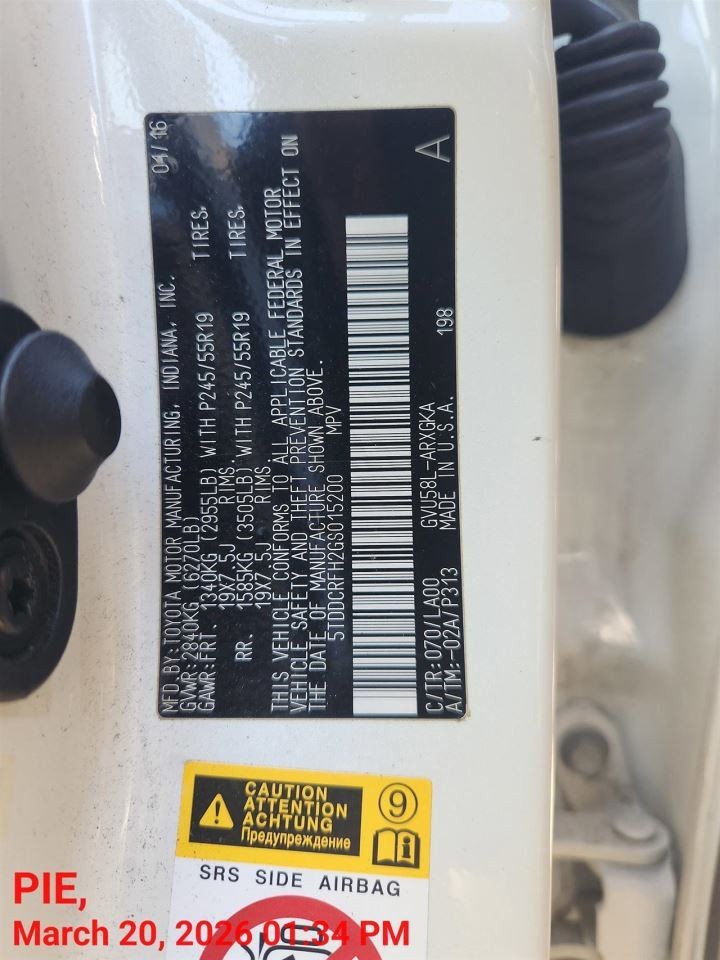 MFD.BY:TOYOTA MOTOR MANUFACTURING, INDIANA, INC. 04/16
GVWR:2840KG (6270LB)
GAWR:FRT. 1340KG (2955LB) WITH P245/55R19 TIRES,
19X7.5J RIMS.
RR. 1585KG (3505LB) WITH P245/55R19 TIRES,
19X7.5J RIMS
THIS VEHICLE CONFORMS TO ALL APPLICABLE FEDERAL MOTOR
VEHICLE SAFETY AND THEFT PREVENTION STANDARDS IN EFFECT ON
THE DATE OF MANUFACTURE SHOWN ABOVE.
5TDDCRFH2GS015200 MPV
C/TR:070/LA00 GVU58L-ARXGKA 198 A
A/TM:-02A/P313 MADE IN U.S.A.
CAUTION
ATTENTION
ACHTUNG
Предупреждение
9
i
SRS SIDE AIRBAG
PIE,
March 20, 2026 01:34 PM